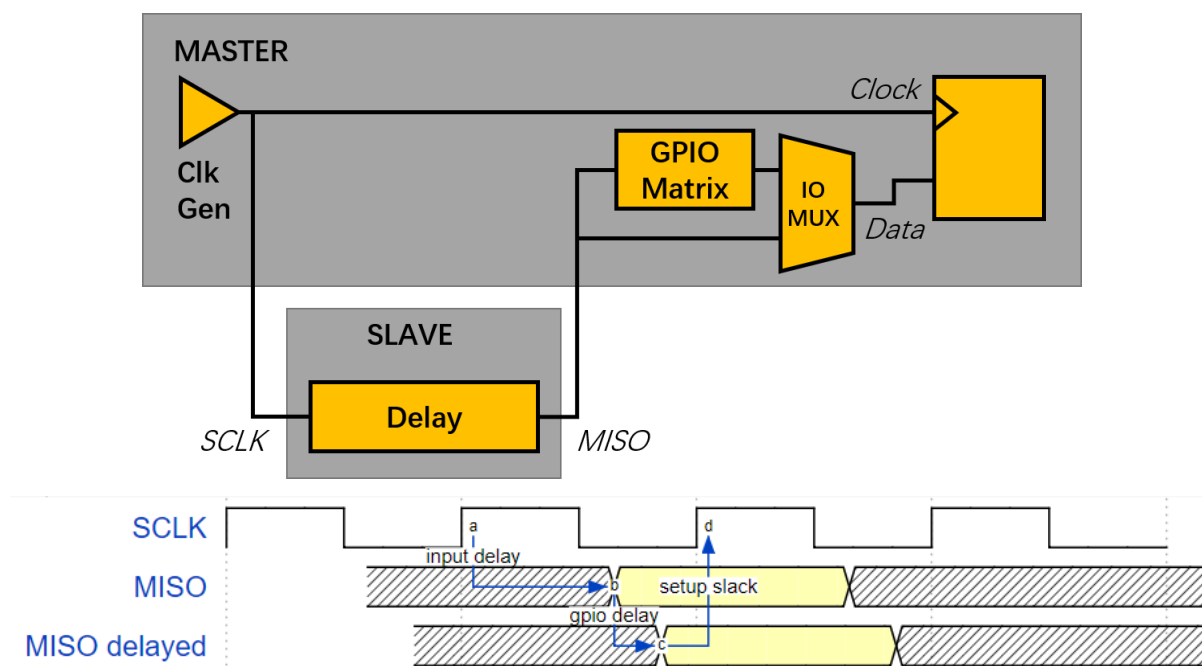 MASTER
Clk
Gen
Clock
GPIO
Matrix
IO
MUX
Data
SLAVE
Delay
SCLK
MISO
SCLK
a
d
input delay
MISO
b
setup slack
gpio delay
MISO delayed
c